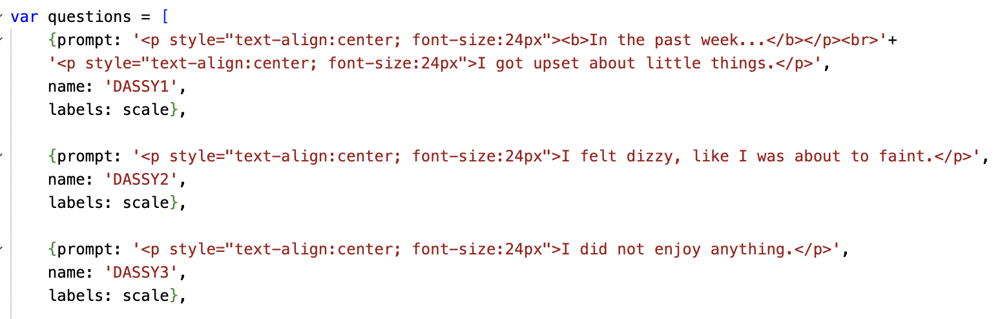 var questions = [
{prompt: '<p style="text-align:center; font-size:24px"><b>In the past week...</b></p><br>'+
'<p style="text-align:center; font-size:24px">I got upset about little things.</p>',
name: 'DASSY1',
labels: scale},
{prompt: '<p style="text-align:center; font-size:24px">I felt dizzy, like I was about to faint.</p>',
name: 'DASSY2',
labels: scale},
{prompt: '<p style="text-align:center; font-size:24px">I did not enjoy anything.</p>',
name: 'DASSY3',
labels: scale},